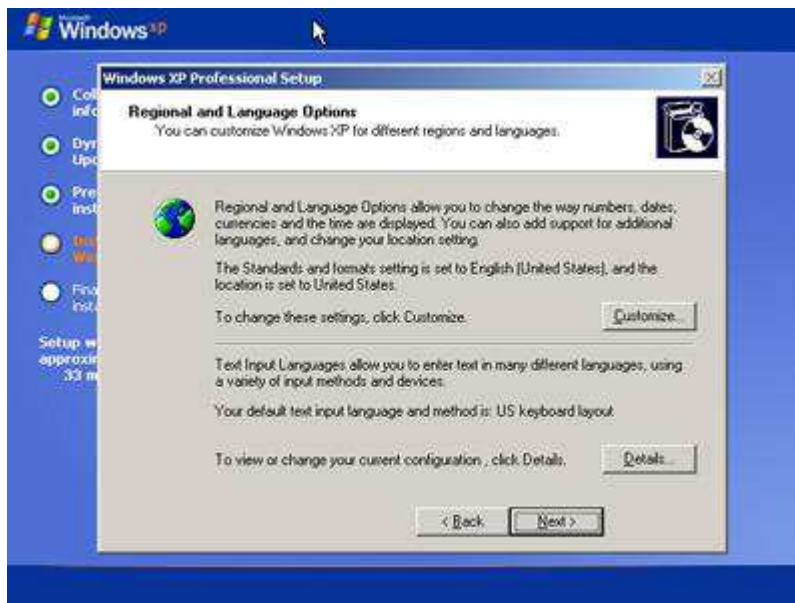 Microsoft
Windows xp
Windows XP Professional Setup
Regional and Language Options
You can customize Windows XP for different regions and languages.
Regional and Language Options allow you to change the way numbers, dates,
currencies and the time are displayed. You can also add support for additional
languages, and change your location setting.
The Standards and formats setting is set to English (United States), and the
location is set to United States.
To change these settings, click Customize.
Customize...
Text Input Languages allow you to enter text in many different languages, using
a variety of input methods and devices.
Your default text input language and method is: US keyboard layout
To view or change your current configuration , click Details.
Details...
< Back
Next >
Setup w
33 m